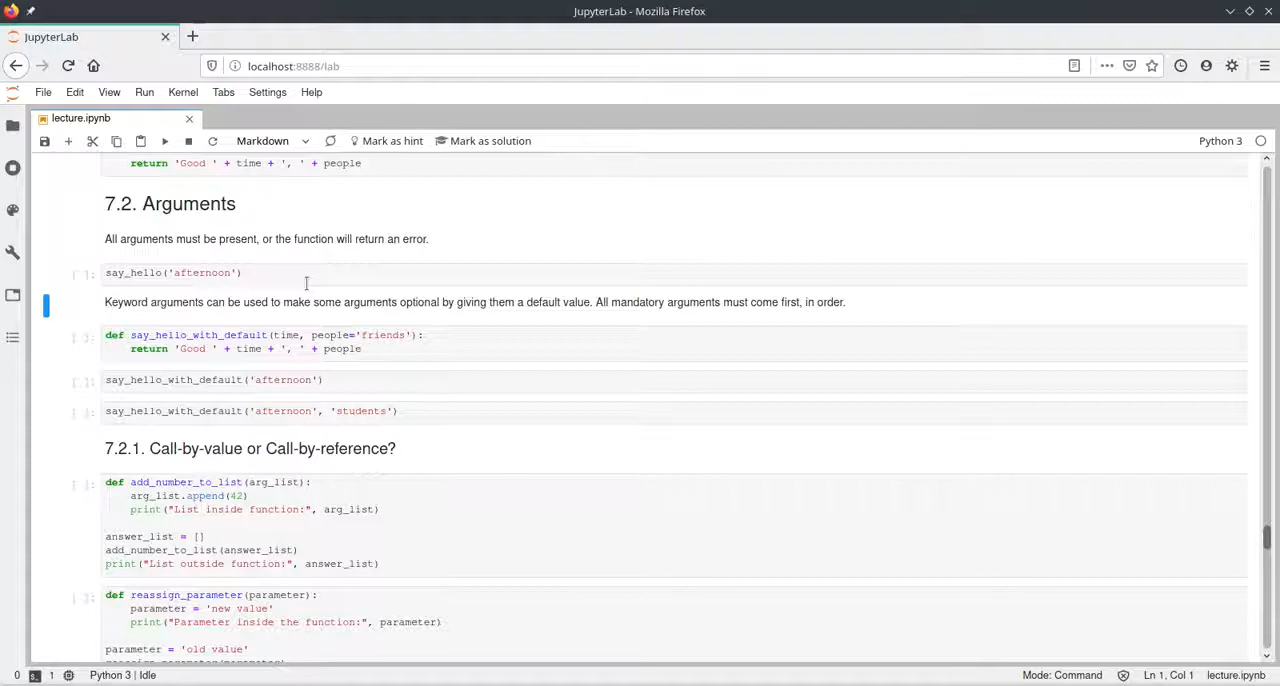 JupyterLab - Mozilla Firefox
JupyterLab
localhost:8888/lab
File Edit View Run Kernel Tabs Settings Help
lecture.ipynb
Markdown Mark as hint Mark as solution Python 3
return 'Good ' + time + ', ' + people
7.2. Arguments
All arguments must be present, or the function will return an error.
[ ]: say_hello('afternoon')
Keyword arguments can be used to make some arguments optional by giving them a default value. All mandatory arguments must come first, in order.
[ ]: def say_hello_with_default(time, people='friends'):
return 'Good ' + time + ', ' + people
[ ]: say_hello_with_default('afternoon')
[ ]: say_hello_with_default('afternoon', 'students')
7.2.1. Call-by-value or Call-by-reference?
[ ]: def add_number_to_list(arg_list):
arg_list.append(42)
print("List inside function:", arg_list)
answer_list = []
add_number_to_list(answer_list)
print("List outside function:", answer_list)
[ ]: def reassign_parameter(parameter):
parameter = 'new value'
print("Parameter inside the function:", parameter)
parameter = 'old value'
0 1 Python 3 | Idle Mode: Command Ln 1, Col 1 lecture.ipynb